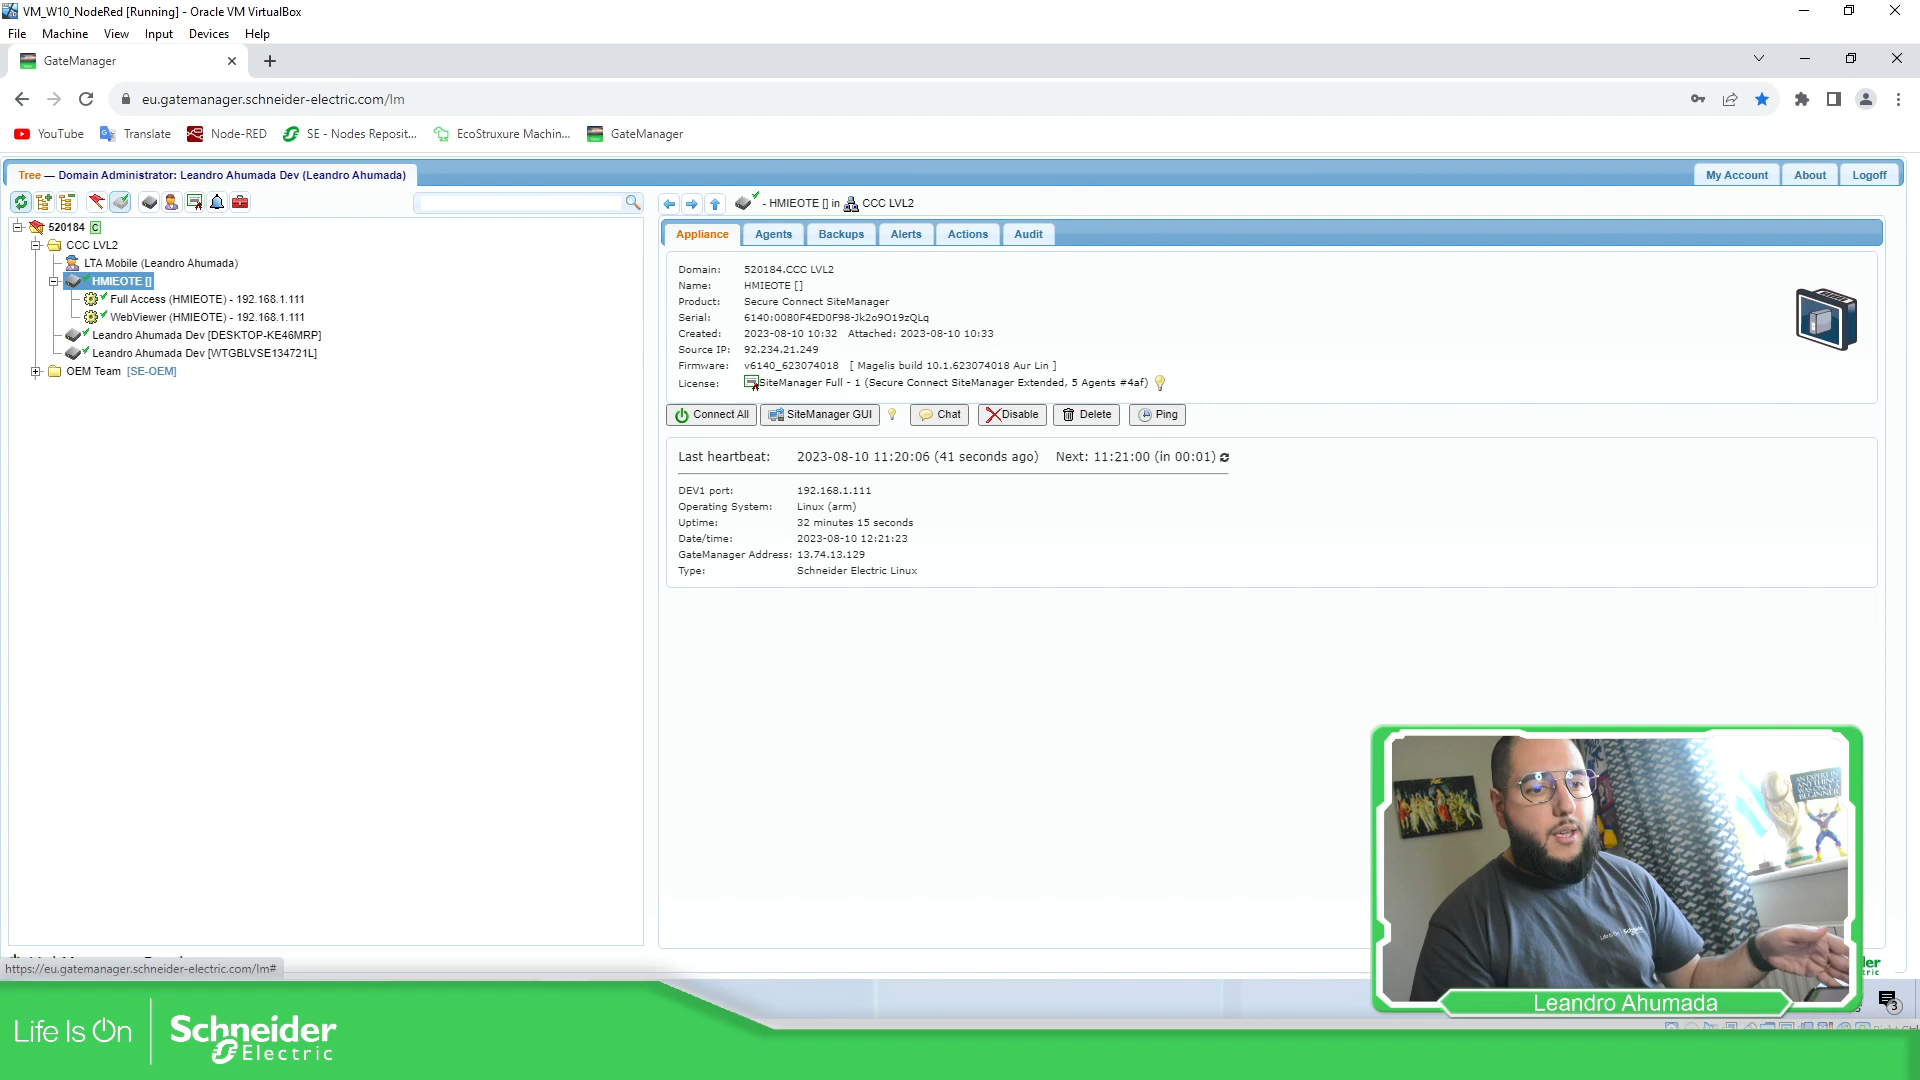 VM_W10_NodeRed [Running] - Oracle VM VirtualBox
File Machine View Input Devices Help
GateManager
eu.gatemanager.schneider-electric.com/lm
YouTube Translate Node-RED SE - Nodes Reposit... EcoStruxure Machin... GateManager
Tree — Domain Administrator: Leandro Ahumada Dev (Leandro Ahumada)
My Account About Logoff
- HMIEOTE [] in CCC LVL2
520184 C
CCC LVL2
LTA Mobile (Leandro Ahumada)
HMIEOTE []
Full Access (HMIEOTE) - 192.168.1.111
WebViewer (HMIEOTE) - 192.168.1.111
Leandro Ahumada Dev [DESKTOP-KE46MRP]
Leandro Ahumada Dev [WTGBLVSE134721L]
OEM Team [SE-OEM]
Appliance Agents Backups Alerts Actions Audit
Domain: 520184.CCC LVL2
Name: HMIEOTE []
Product: Secure Connect SiteManager
Serial: 6140:0080F4ED0F98-Jk2o9O19zQLq
Created: 2023-08-10 10:32 Attached: 2023-08-10 10:33
Source IP: 92.234.21.249
Firmware: v6140_623074018 [ Magelis build 10.1.623074018 Aur Lin ]
License: SiteManager Full - 1 (Secure Connect SiteManager Extended, 5 Agents #4af)
Connect All SiteManager GUI Chat Disable Delete Ping
Last heartbeat: 2023-08-10 11:20:06 (41 seconds ago) Next: 11:21:00 (in 00:01)
DEV1 port: 192.168.1.111
Operating System: Linux (arm)
Uptime: 32 minutes 15 seconds
Date/time: 2023-08-10 12:21:23
GateManager Address: 13.74.13.129
Type: Schneider Electric Linux
https://eu.gatemanager.schneider-electric.com/lm#
AN EXPERT IN
ANYTHING
WAS ONCE A
BEGINNER
Leandro Ahumada
3
Life Is On
Schneider
Electric